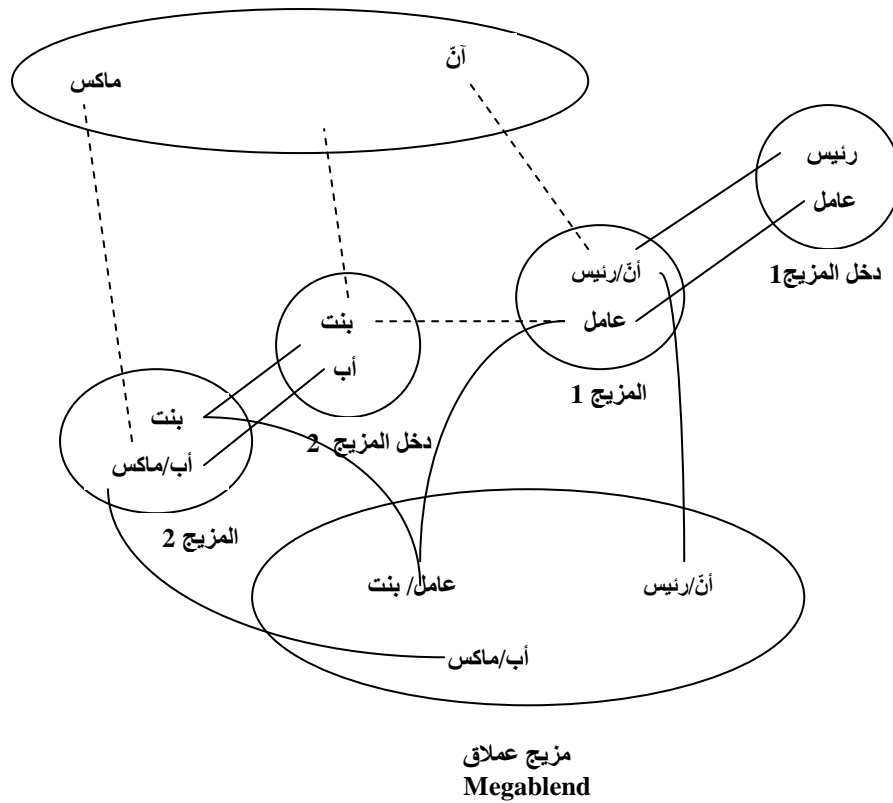 آنّ
ماكس
رئيس
عامل
دخل المزيج1
أنّ/رئيس
عامل
المزيج 1
بنت
أب
دخل المزيج 2
بنت
أب/ماكس
المزيج 2
أنّ/رئيس
عامل/ بنت
أب/ماكس
مزيج عملاق
Megablend